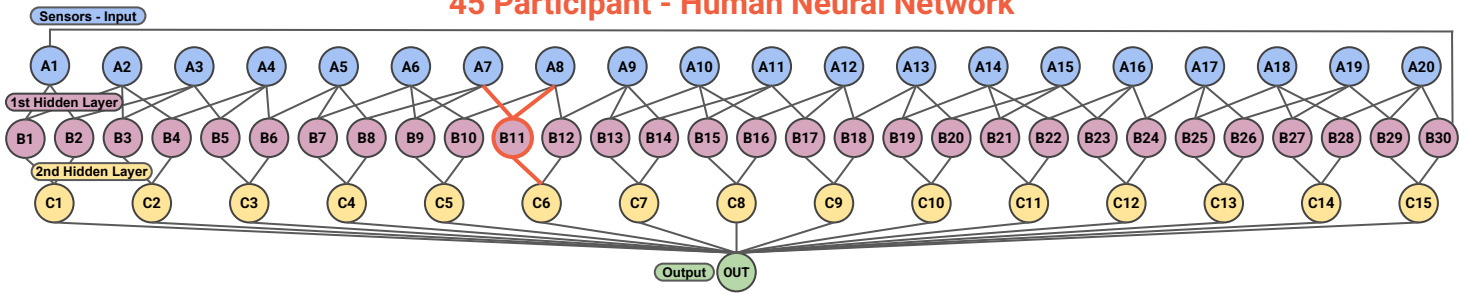 45 Participant - Human Neural Network
Sensors - Input
A1 A2 A3 A4 A5 A6 A7 A8 A9 A10 A11 A12 A13 A14 A15 A16 A17 A18 A19 A20
1st Hidden Layer
B1 B2 B3 B4 B5 B6 B7 B8 B9 B10 B11 B12 B13 B14 B15 B16 B17 B18 B19 B20 B21 B22 B23 B24 B25 B26 B27 B28 B29 B30
2nd Hidden Layer
C1 C2 C3 C4 C5 C6 C7 C8 C9 C10 C11 C12 C13 C14 C15
Output OUT